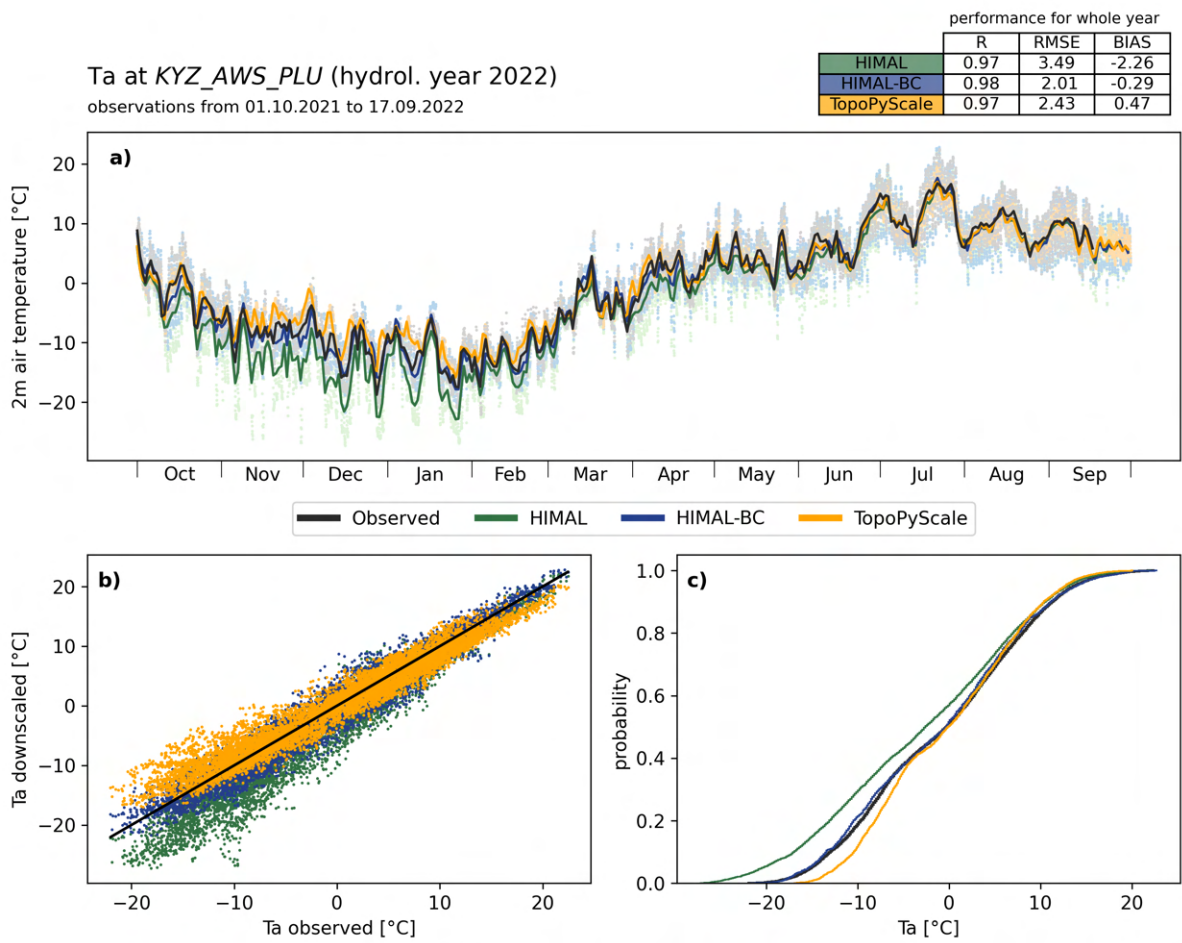 performance for whole year
R RMSE BIAS
HIMAL 0.97 3.49 -2.26
HIMAL-BC 0.98 2.01 -0.29
TopoPyScale 0.97 2.43 0.47
Ta at KYZ_AWS_PLU (hydrol. year 2022)
observations from 01.10.2021 to 17.09.2022
a)
2m air temperature [°C]
20
10
0
−10
−20
Oct Nov Dec Jan Feb Mar Apr May Jun Jul Aug Sep
Observed HIMAL HIMAL-BC TopoPyScale
b)
Ta downscaled [°C]
20
10
0
−10
−20
−20 −10 0 10 20
Ta observed [°C]
c)
probability
1.0
0.8
0.6
0.4
0.2
0.0
−20 −10 0 10 20
Ta [°C]